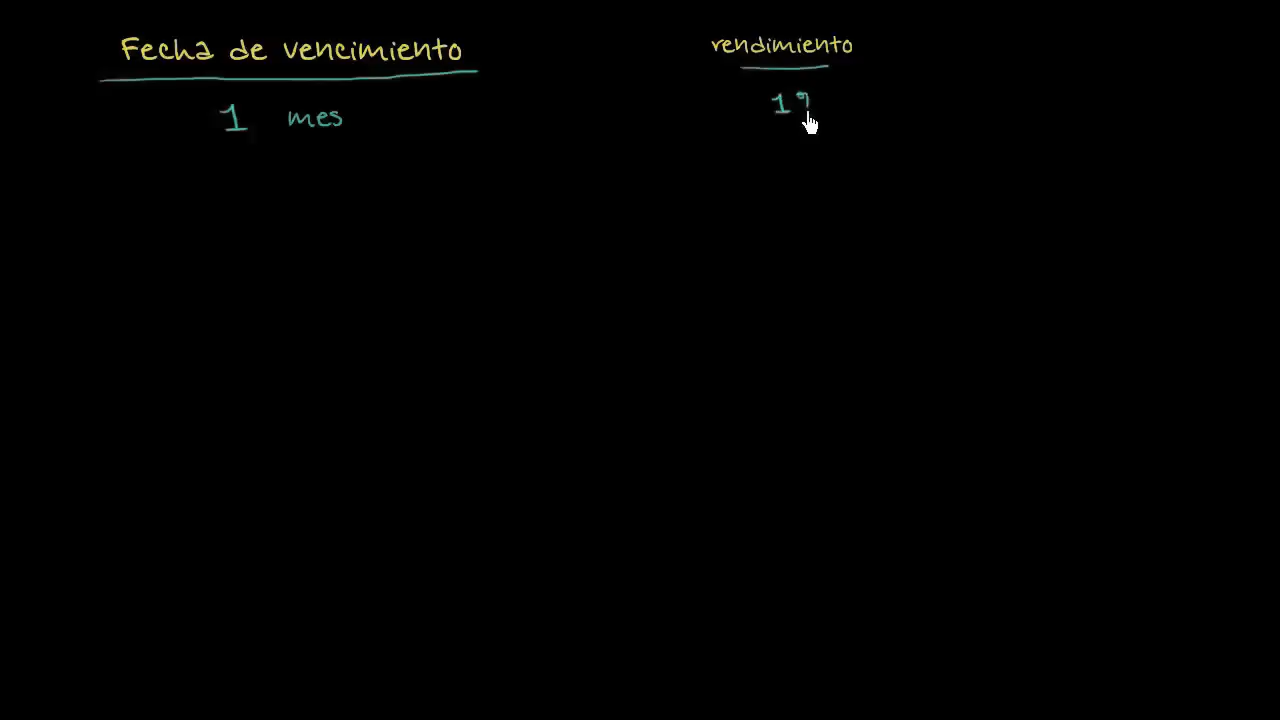 Fecha de vencimiento
rendimiento
1 mes
1